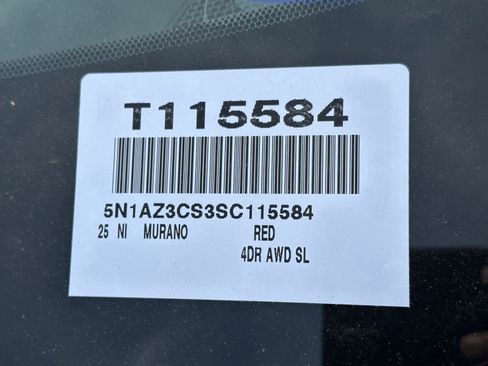 T115584
5N1AZ3CS3SC115584
25 NI MURANO RED
4DR AWD SL